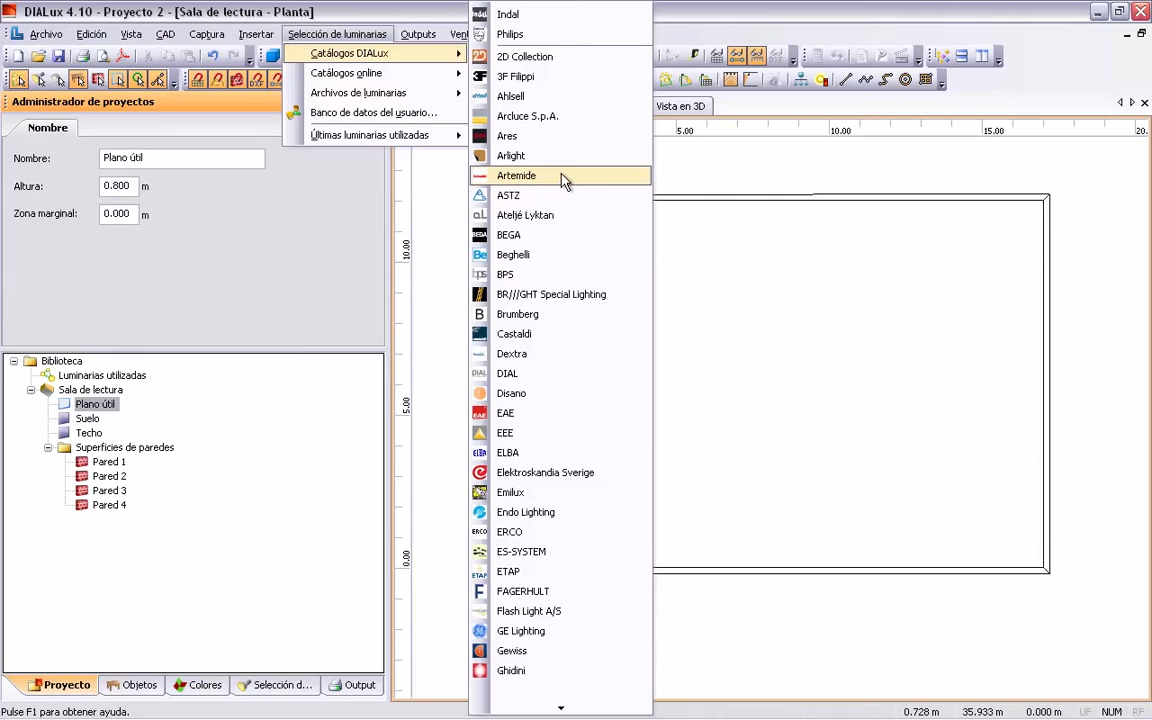 DIALux 4.10 - Proyecto 2 - [Sala de lectura - Planta]
Archivo Edición Vista CAD Captura Insertar Selección de luminarias Outputs
Administrador de proyectos
Nombre
Nombre: Plano útil
Altura: 0.800 m
Zona marginal: 0.000 m
Catálogos DIALux
Catálogos online
Archivos de luminarias
Banco de datos del usuario...
Últimas luminarias utilizadas
Indal
Philips
2D Collection
3F Filippi
Ahlsell
Arcluce S.p.A.
Ares
Arlight
Artemide
ASTZ
Ateljé Lyktan
BEGA
Beghelli
BPS
BR///GHT Special Lighting
Brumberg
Castaldi
Dextra
DIAL
Disano
EAE
EEE
ELBA
Elektroskandia Sverige
Emilux
Endo Lighting
ERCO
ES-SYSTEM
ETAP
FAGERHULT
Flash Light A/S
GE Lighting
Gewiss
Ghidini
Vista en 3D
5.00 10.00 15.00 20.
10.00
5.00
0.00
Biblioteca
Luminarias utilizadas
Sala de lectura
Plano útil
Suelo
Techo
Superficies de paredes
Pared 1
Pared 2
Pared 3
Pared 4
Proyecto Objetos Colores Selección d... Output
Pulse F1 para obtener ayuda.
0.728 m 35.933 m 0.000 m UF NUM RF